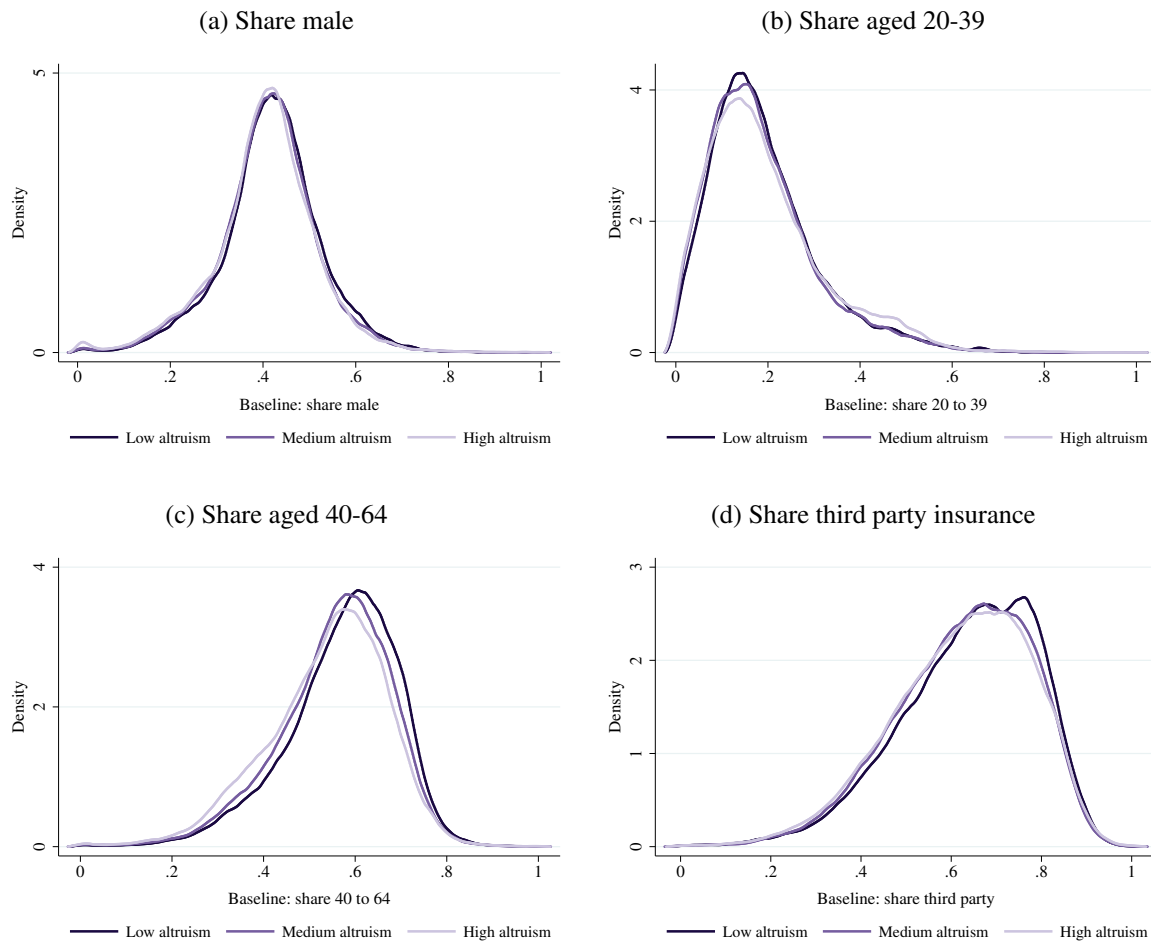 (a) Share male
(b) Share aged 20-39
5
0
Density
0 .2 .4 .6 .8 1
Baseline: share male
Low altruism Medium altruism High altruism
4
2
0
Density
0 .2 .4 .6 .8 1
Baseline: share 20 to 39
Low altruism Medium altruism High altruism
(c) Share aged 40-64
(d) Share third party insurance
4
2
0
Density
0 .2 .4 .6 .8 1
Baseline: share 40 to 64
Low altruism Medium altruism High altruism
3
2
1
0
Density
0 .2 .4 .6 .8 1
Baseline: share third party
Low altruism Medium altruism High altruism